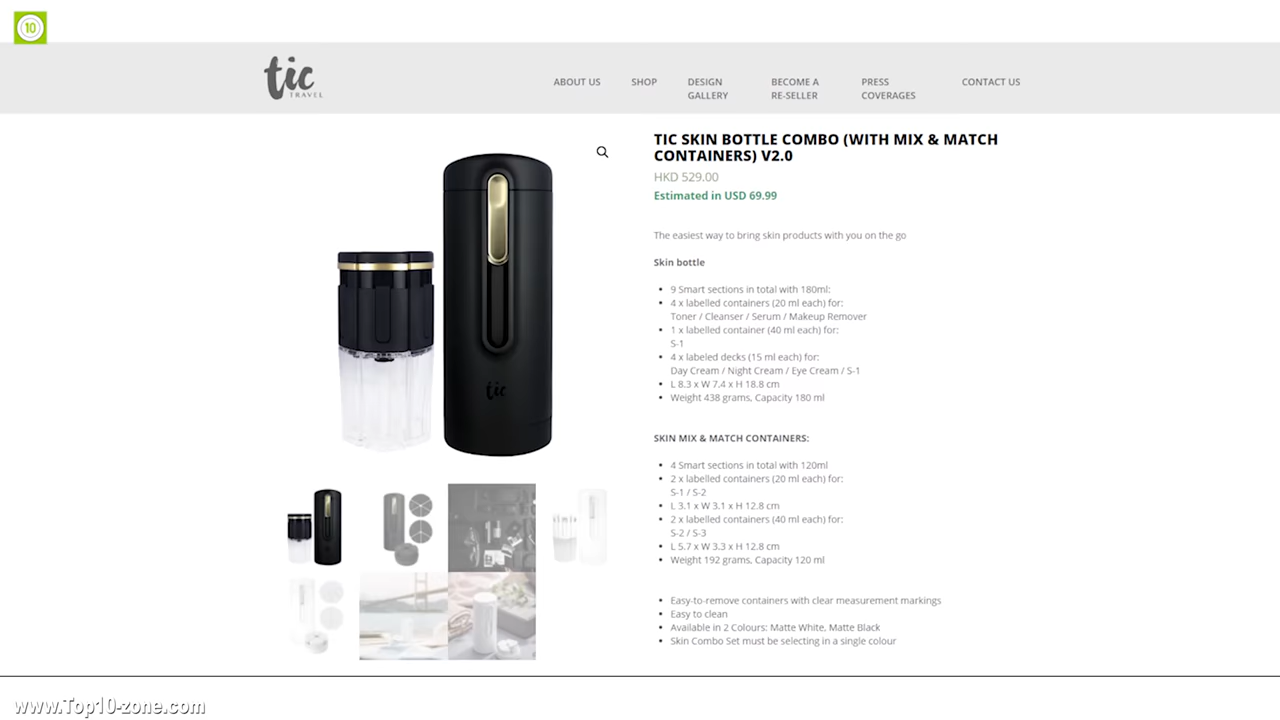 10
tic
TRAVEL
ABOUT US
SHOP
DESIGN
GALLERY
BECOME A
RE-SELLER
PRESS
COVERAGES
CONTACT US
TIC SKIN BOTTLE COMBO (WITH MIX & MATCH
CONTAINERS) V2.0
HKD 529.00
Estimated in USD 69.99
The easiest way to bring skin products with you on the go
Skin bottle
• 9 Smart sections in total with 180ml:
• 4 x labelled containers (20 ml each) for:
Toner / Cleanser / Serum / Makeup Remover
• 1 x labelled container (40 ml each) for:
S-1
• 4 x labeled decks (15 ml each) for:
Day Cream / Night Cream / Eye Cream / S-1
• L 8.3 x W 7.4 x H 18.8 cm
• Weight 438 grams, Capacity 180 ml
tic
SKIN MIX & MATCH CONTAINERS:
• 4 Smart sections in total with 120ml
• 2 x labelled containers (20 ml each) for:
S-1 / S-2
• L 3.1 x W 3.1 x H 12.8 cm
• 2 x labelled containers (40 ml each) for:
S-2 / S-3
• L 5.7 x W 3.3 x H 12.8 cm
• Weight 192 grams, Capacity 120 ml
• Easy-to-remove containers with clear measurement markings
• Easy to clean
• Available in 2 Colours: Matte White, Matte Black
• Skin Combo Set must be selecting in a single colour
www.Top10-zone.com